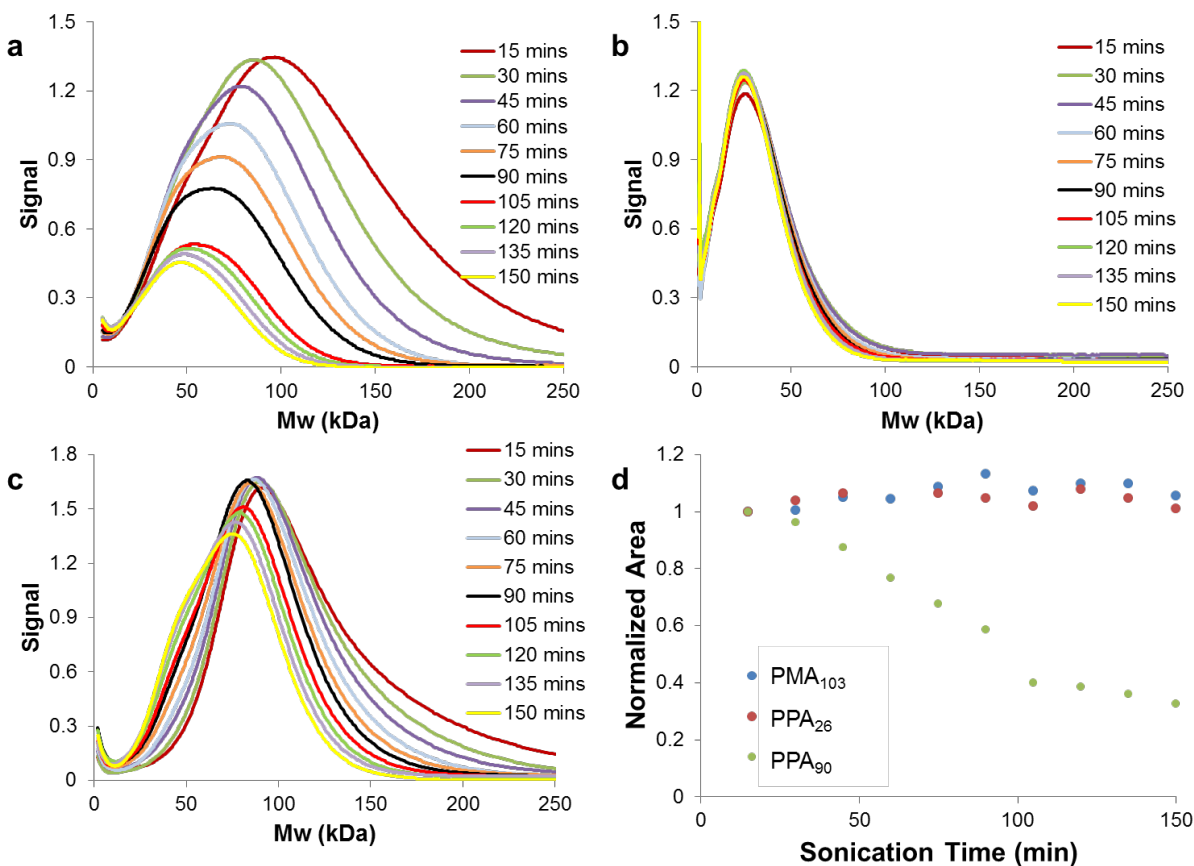 a
1.5
1.2
0.9
0.6
0.3
0
Signal
15 mins
30 mins
45 mins
60 mins
75 mins
90 mins
105 mins
120 mins
135 mins
150 mins
0 50 100 150 200 250
Mw (kDa)
b
1.5
1.2
0.9
0.6
0.3
0
Signal
15 mins
30 mins
45 mins
60 mins
75 mins
90 mins
105 mins
120 mins
135 mins
150 mins
0 50 100 150 200 250
Mw (kDa)
c
1.8
1.5
1.2
0.9
0.6
0.3
0
Signal
15 mins
30 mins
45 mins
60 mins
75 mins
90 mins
105 mins
120 mins
135 mins
150 mins
0 50 100 150 200 250
Mw (kDa)
d
1.2
1
0.8
0.6
0.4
0.2
0
Normalized Area
PMA₁₀₃
PPA₂₆
PPA₉₀
0 50 100 150
Sonication Time (min)